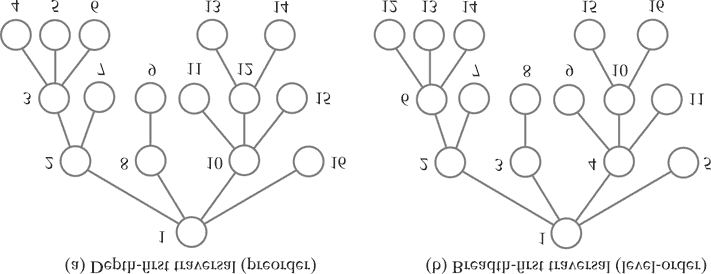 4 5 6 13 14 12 13 14 15 16
3 7 9 11 12 15 6 7 8 9 10 11
2 8 10 16 2 3 4 5
1 1
(a) Depth-first traversal (preorder) (b) Breadth-first traversal (level-order)